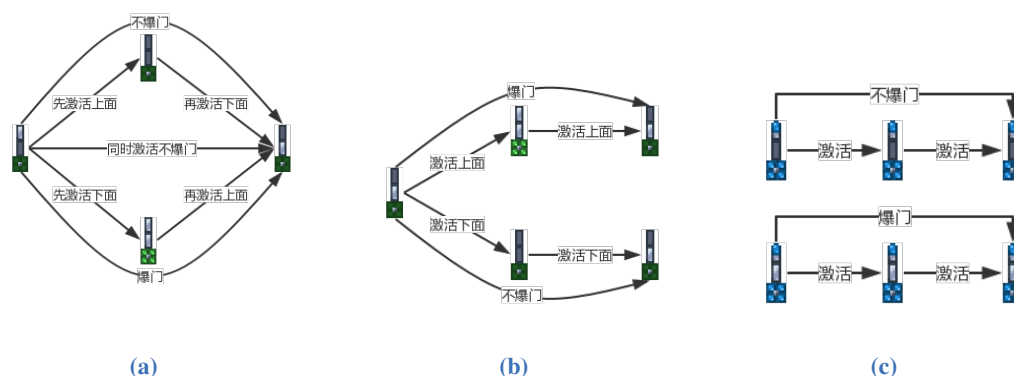 不爆门
先激活上面
再激活下面
同时激活不爆门
先激活下面
再激活上面
爆门
(a)
爆门
激活上面
激活上面
激活下面
激活下面
不爆门
(b)
不爆门
激活
激活
爆门
激活
激活
(c)